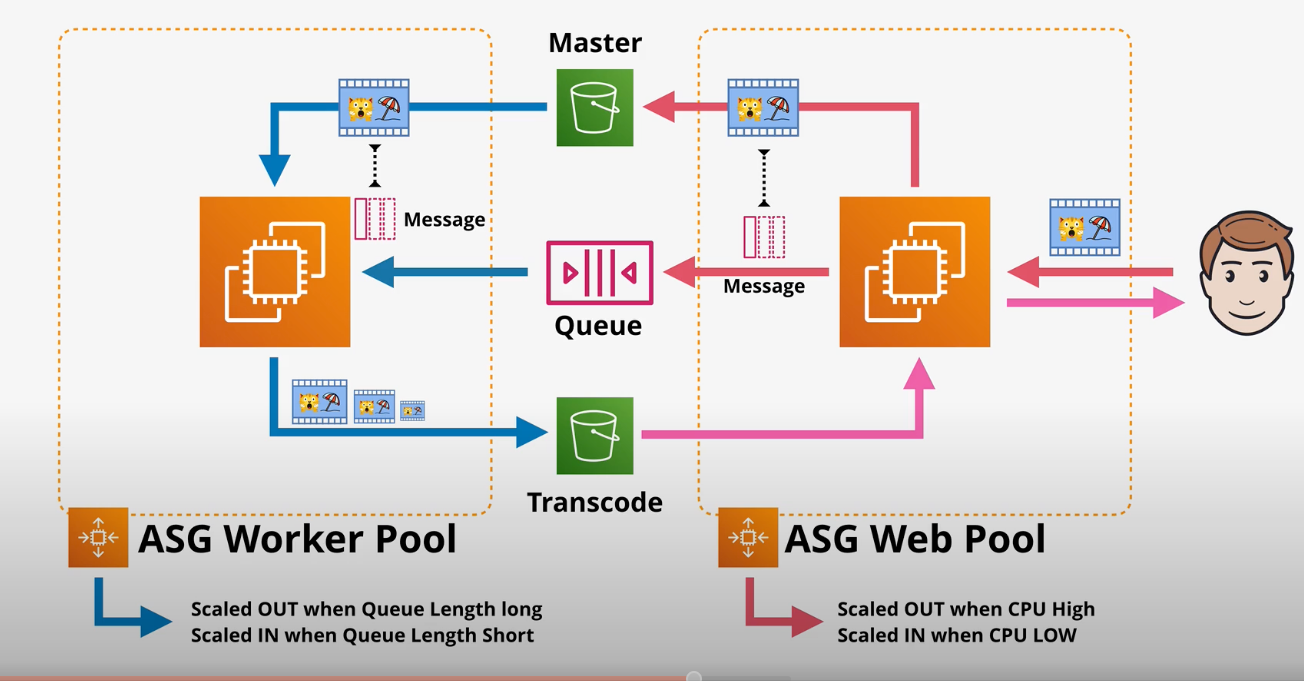 Master
Message
Message
Queue
Transcode
ASG Worker Pool
Scaled OUT when Queue Length long
Scaled IN when Queue Length Short
ASG Web Pool
Scaled OUT when CPU High
Scaled IN when CPU LOW